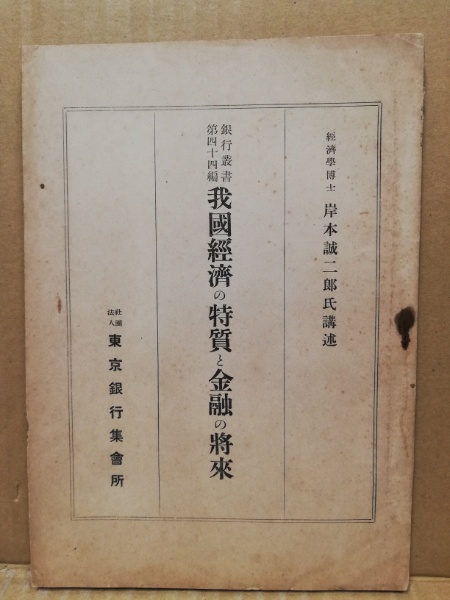 經濟學博士 岸本誠二郎氏講述
銀行叢書
第四十四編
我國經濟の特質と金融の將來
社團
法人
東京銀行集會所